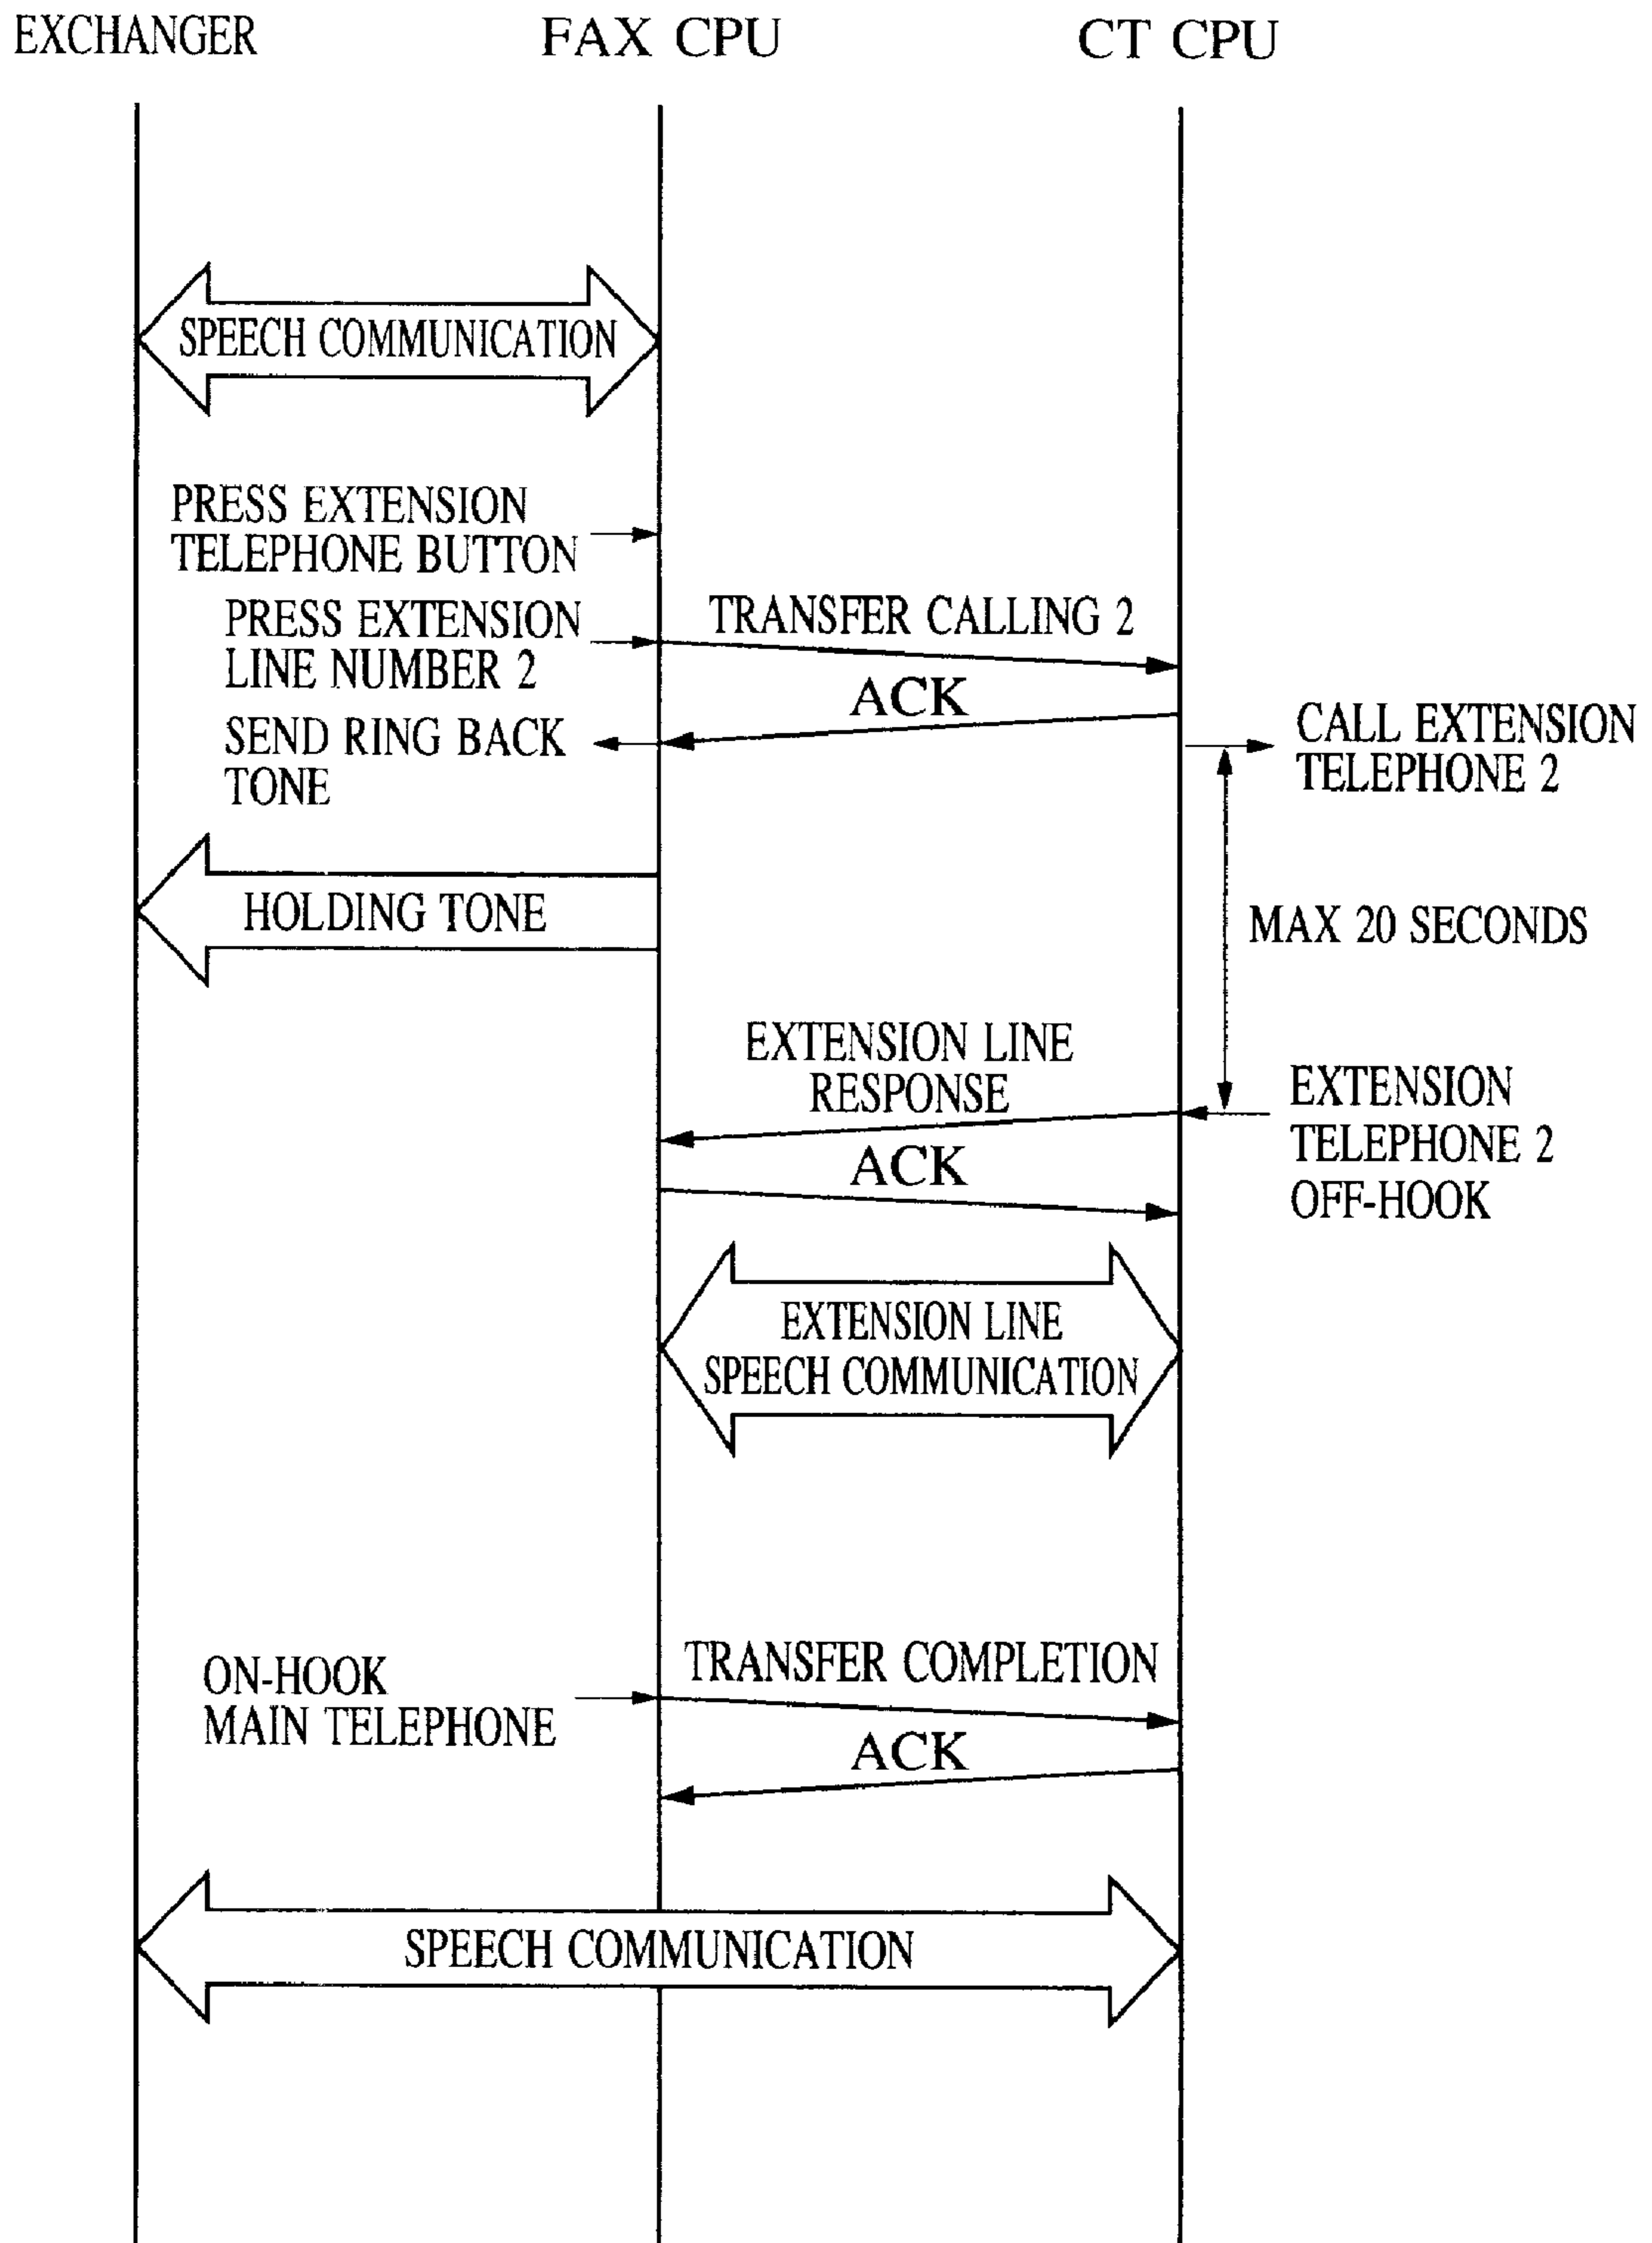 EXCHANGER
FAX CPU
CT CPU
SPEECH COMMUNICATION
PRESS EXTENSION
TELEPHONE BUTTON
PRESS EXTENSION
LINE NUMBER 2
TRANSFER CALLING 2
ACK
SEND RING BACK
TONE
CALL EXTENSION
TELEPHONE 2
HOLDING TONE
MAX 20 SECONDS
EXTENSION LINE
RESPONSE
EXTENSION
TELEPHONE 2
OFF-HOOK
ACK
EXTENSION LINE
SPEECH COMMUNICATION
ON-HOOK
MAIN TELEPHONE
TRANSFER COMPLETION
ACK
SPEECH COMMUNICATION